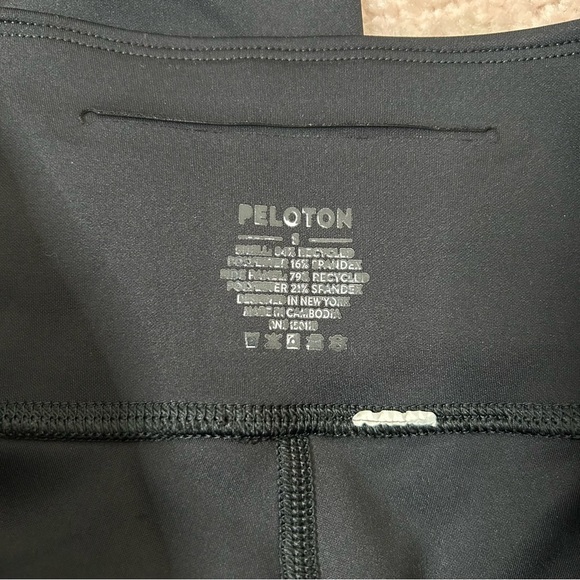 PELOTON
S
SHELL: 84% RECYCLED
POLYESTER 16% SPANDEX
SIDE PANEL: 79% RECYCLED
POLYESTER 21% SPANDEX
DESIGNED IN NEW YORK
MADE IN CAMBODIA
RN: